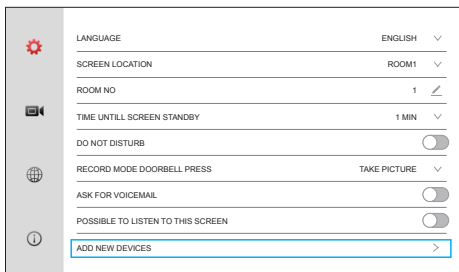 LANGUAGE ENGLISH
SCREEN LOCATION ROOM1
ROOM NO 1
TIME UNTILL SCREEN STANDBY 1 MIN
DO NOT DISTURB
RECORD MODE DOORBELL PRESS TAKE PICTURE
ASK FOR VOICEMAIL
POSSIBLE TO LISTEN TO THIS SCREEN
ADD NEW DEVICES